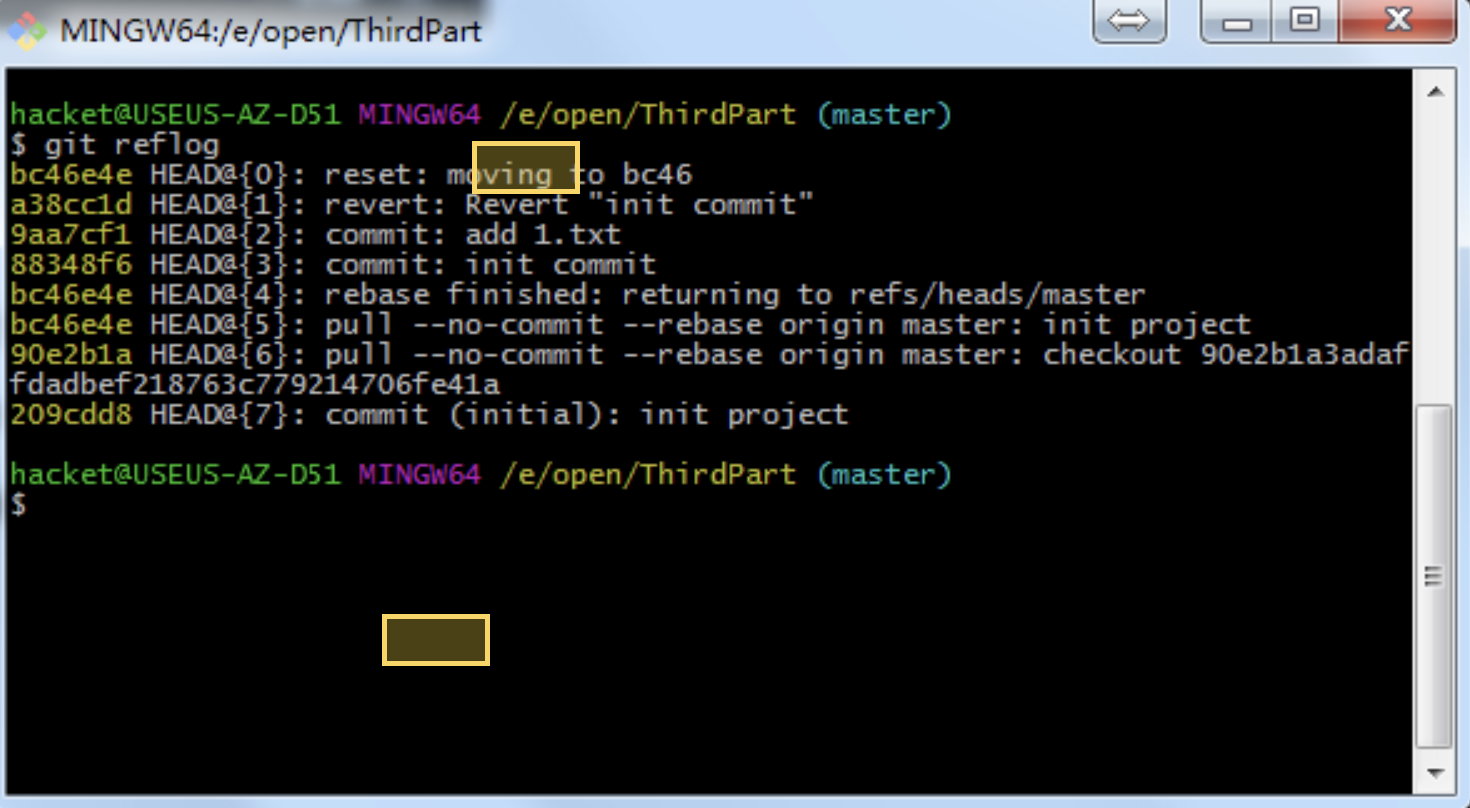 MINGW64:/e/open/ThirdPart
hacket@USEUS-AZ-D51 MINGW64 /e/open/ThirdPart (master)
$ git reflog
bc46e4e HEAD@{0}: reset: moving to bc46
a38cc1d HEAD@{1}: revert: Revert "init commit"
9aa7cf1 HEAD@{2}: commit: add 1.txt
88348f6 HEAD@{3}: commit: init commit
bc46e4e HEAD@{4}: rebase finished: returning to refs/heads/master
bc46e4e HEAD@{5}: pull --no-commit --rebase origin master: init project
90e2b1a HEAD@{6}: pull --no-commit --rebase origin master: checkout 90e2b1a3adaf
fdadbef218763c779214706fe41a
209cdd8 HEAD@{7}: commit (initial): init project
hacket@USEUS-AZ-D51 MINGW64 /e/open/ThirdPart (master)
$